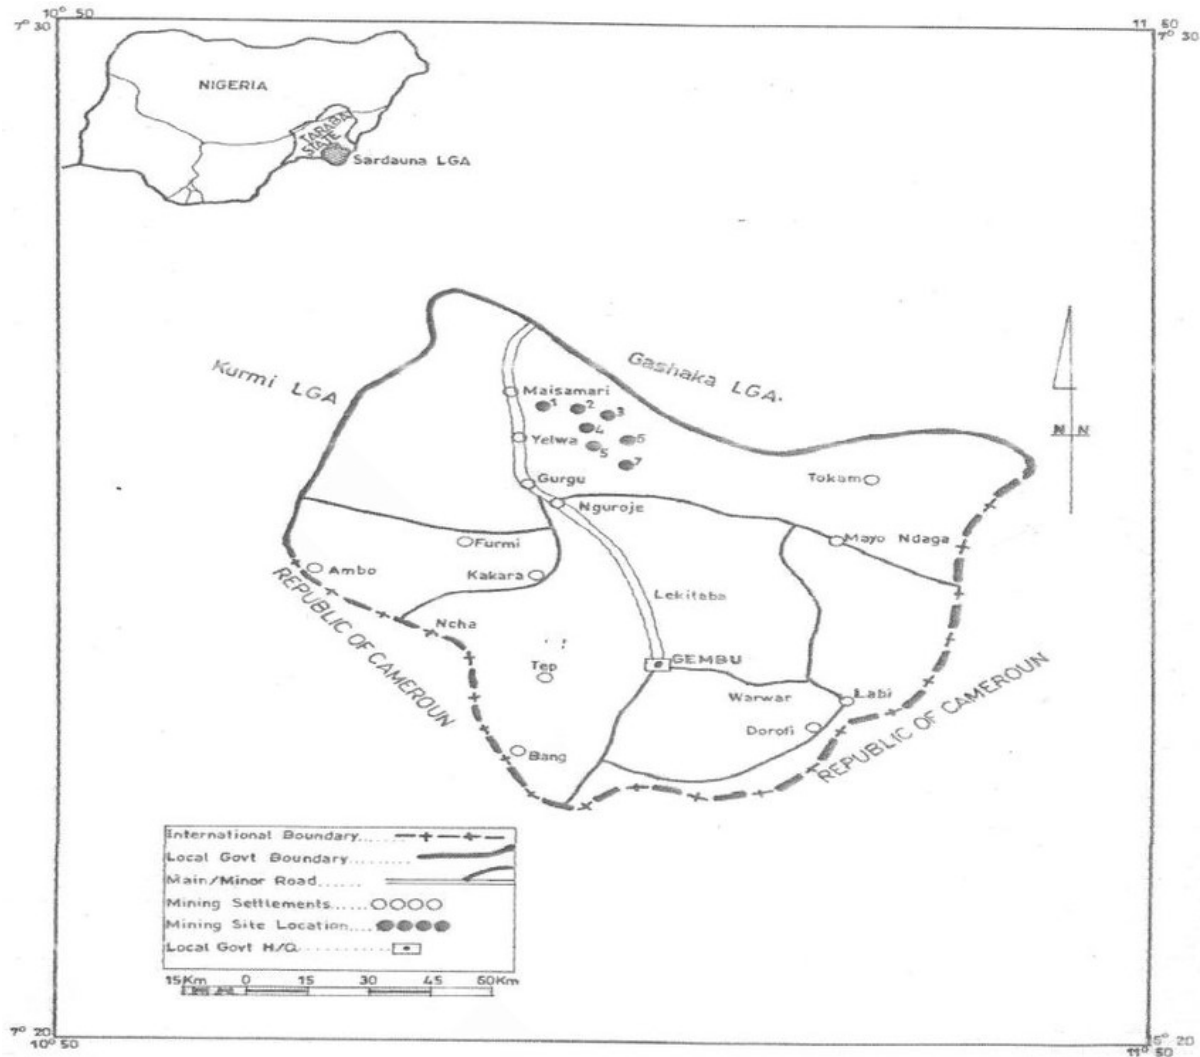 10° 50
7° 30
11 50
7° 30
NIGERIA
TARABA
STATE
Sardauna LGA
Kurmi LGA
Gashaka LGA.
Maisamari
1
2
3
4
Yelwa
5
6
7
Gurgu
Tokam
Nguroje
N N
Furmi
Mayo Ndaga
Ambo
Kakara
REPUBLIC OF CAMEROUN
Ncha
Lekitaba
Tep
GEMBU
Warwar
Labi
Dorofi
REPUBLIC OF CAMEROUN
Bang
International Boundary.....
Local Govt Boundary..........
Main/Minor Road......
Mining Settlements.....
Mining Site Location....
Local Govt H/Q..............
15Km 0 15 30 45 60Km
7° 20
10° 50
5° 20
11° 50